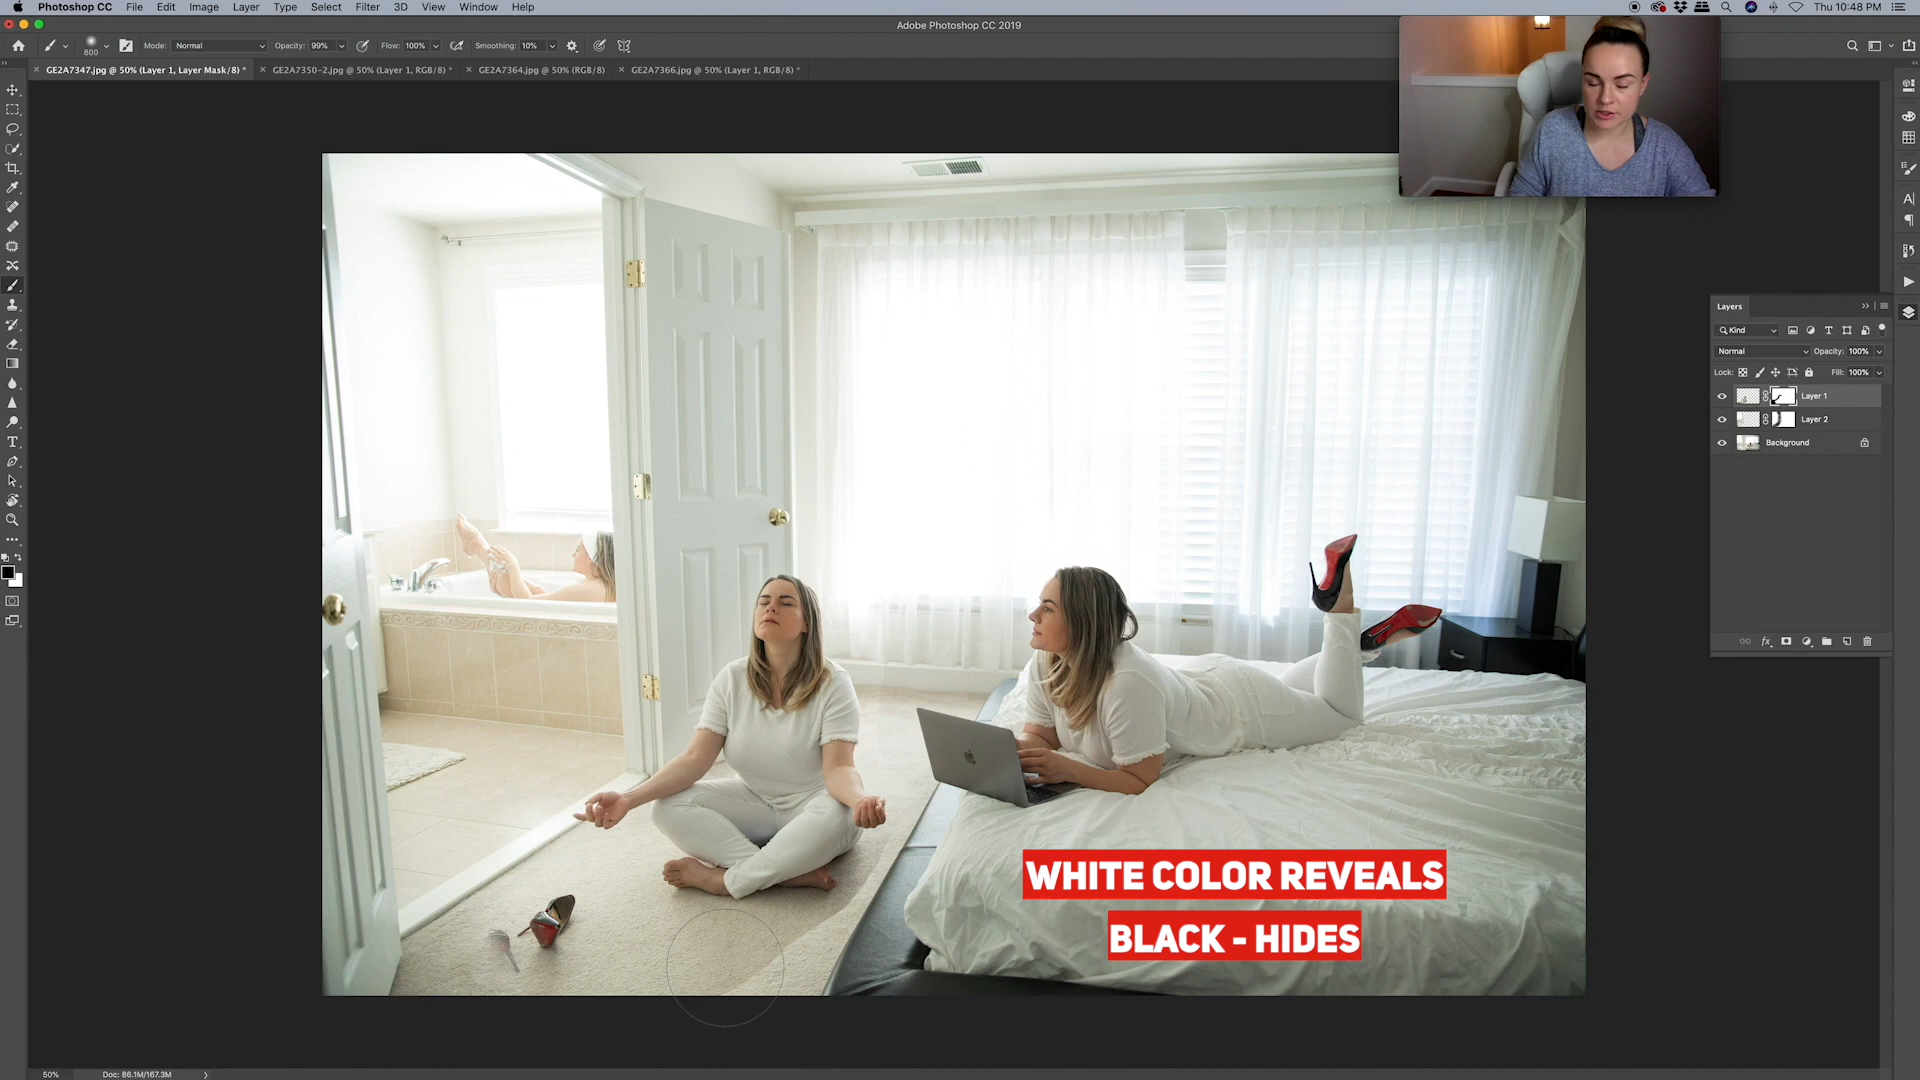 Photoshop CC File Edit Image Layer Type Select Filter 3D View Window Help Thu 10:48 PM
Adobe Photoshop CC 2019
800 Mode: Normal Opacity: 99% Flow: 100% Smoothing: 10%
GE2A7347.jpg @ 50% (Layer 1, Layer Mask/8) * GE2A7350-2.jpg @ 50% (Layer 1, RGB/8) * GE2A7364.jpg @ 50% (RGB/8) GE2A7366.jpg @ 50% (Layer 1, RGB/8) *
Layers
Kind
Normal Opacity: 100%
Lock: Fill: 100%
Layer 1
Layer 2
Background
WHITE COLOR REVEALS
BLACK - HIDES
50% Doc: 86.1M/167.3M